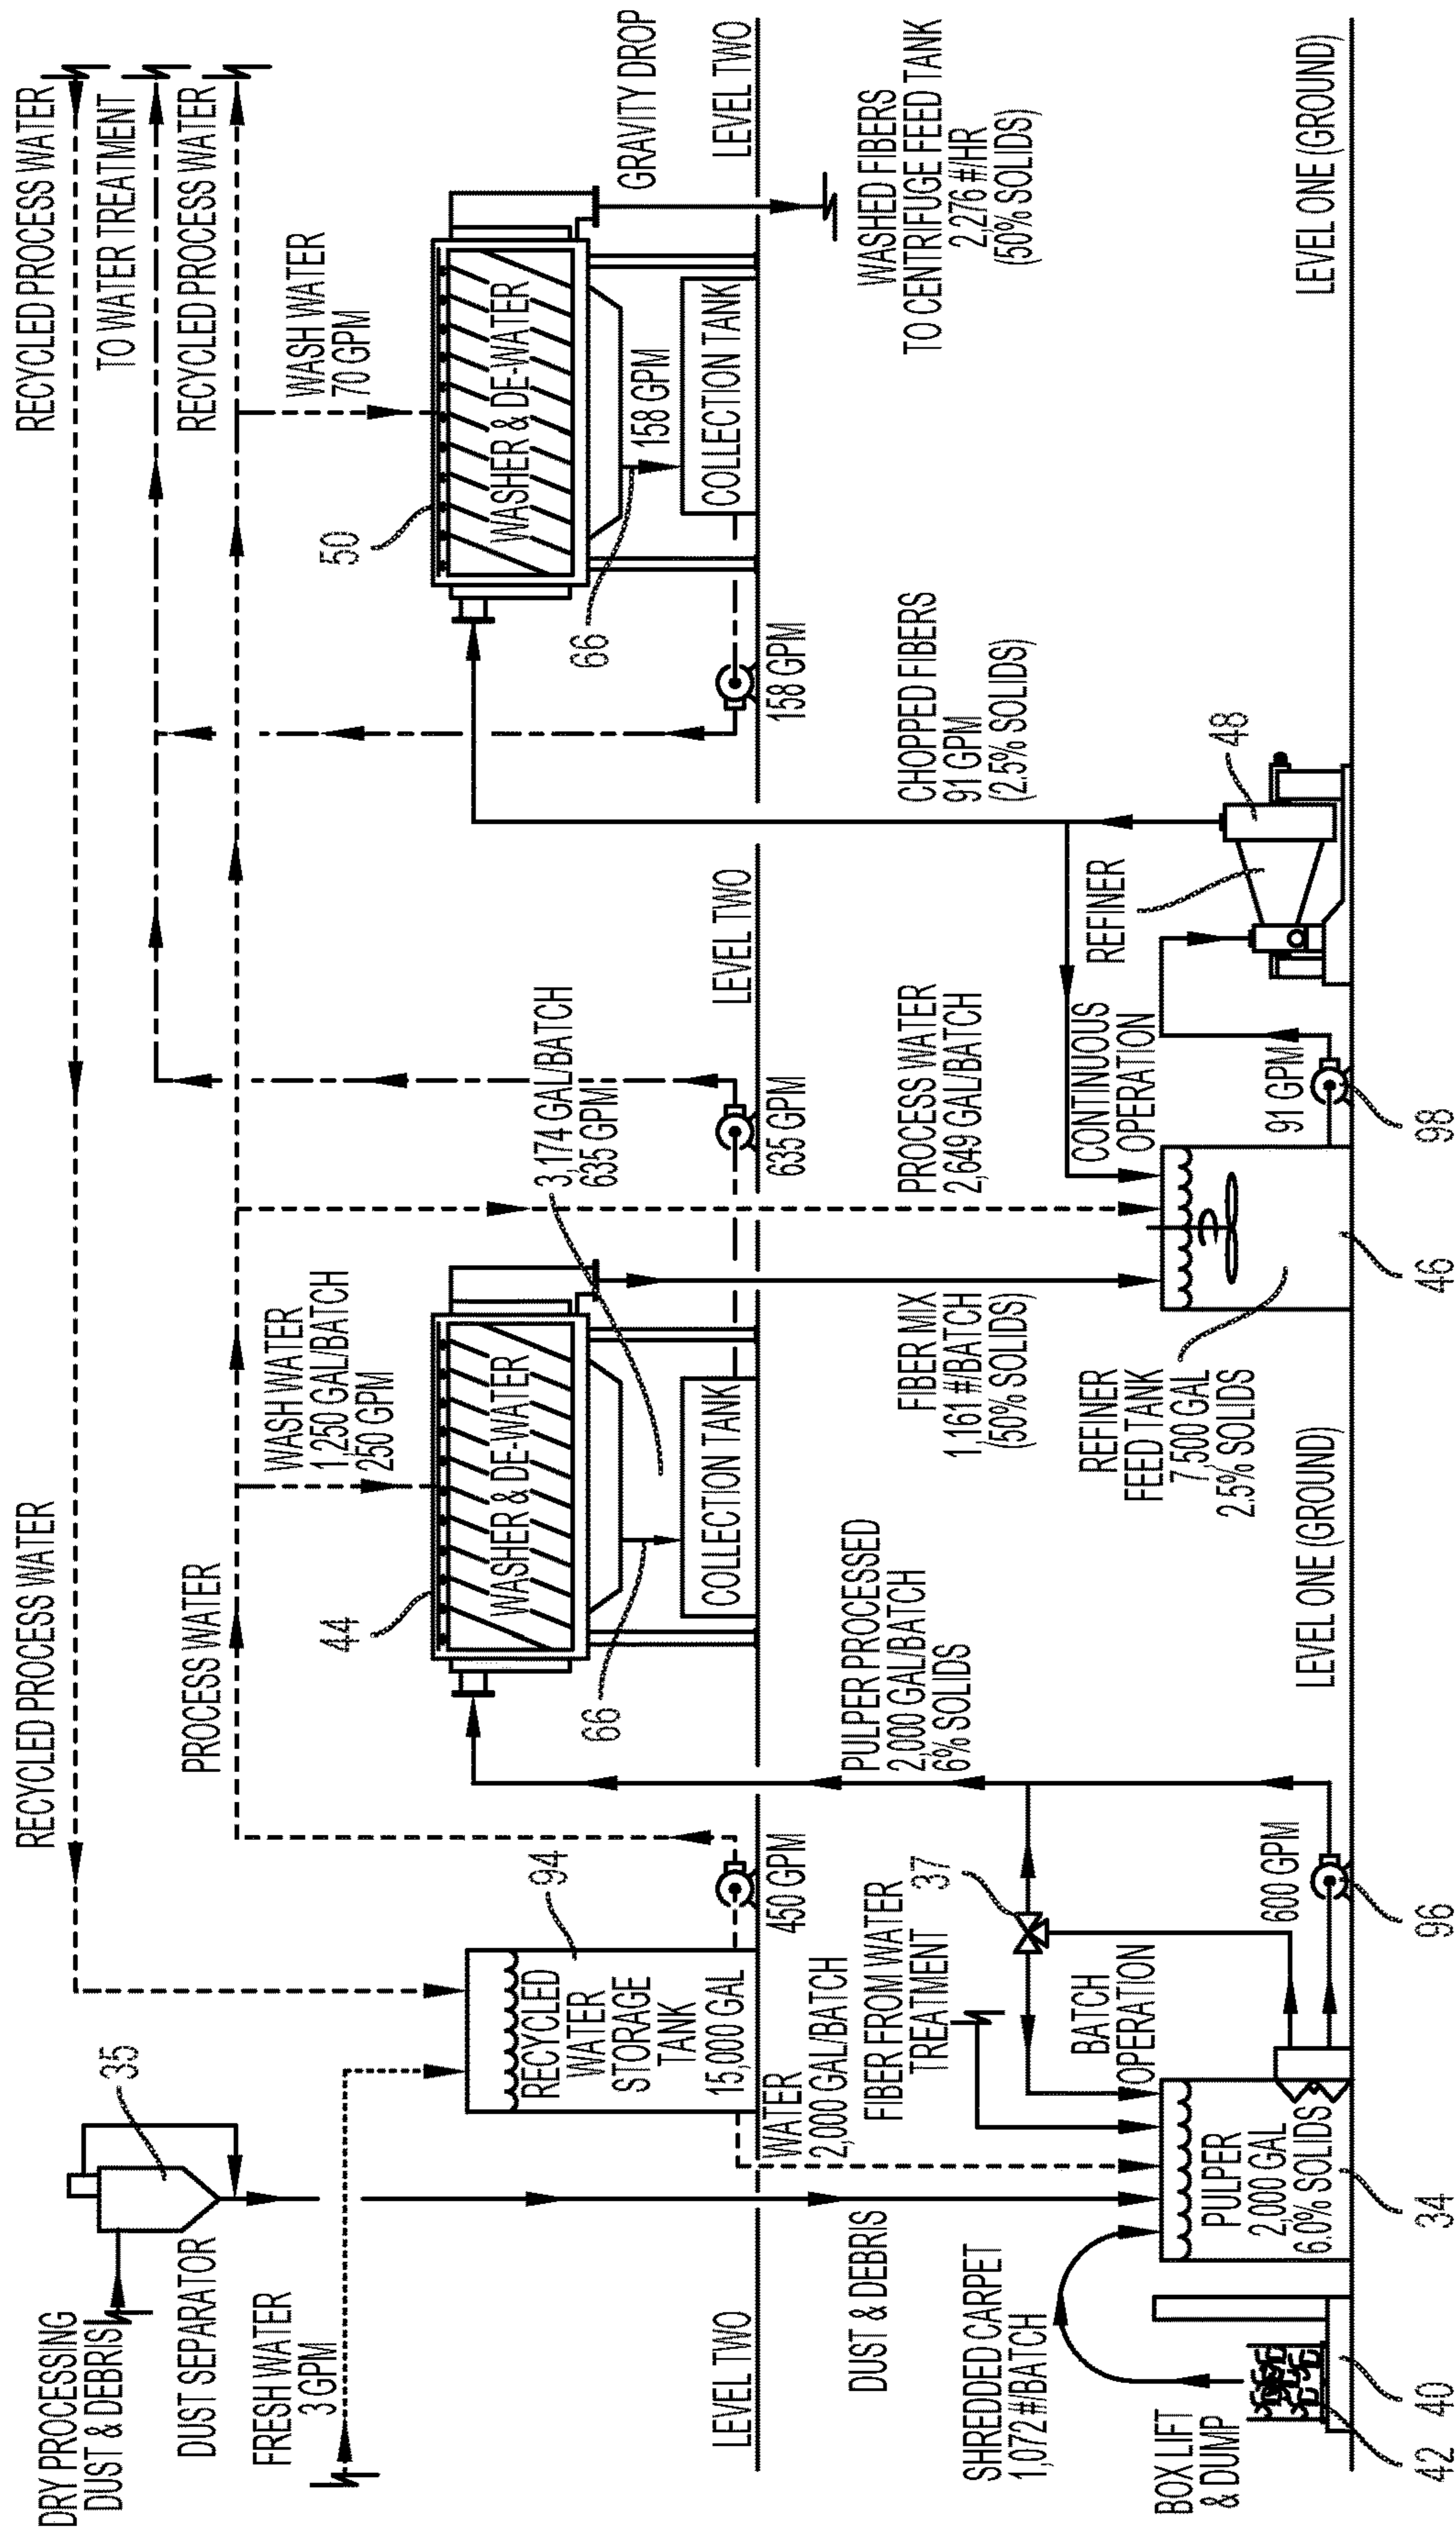 DRY PROCESSING
DUST & DEBRIS
35
DUST SEPARATOR
FRESH WATER
3 GPM
RECYCLED PROCESS WATER
RECYCLED PROCESS WATER
TO WATER TREATMENT
RECYCLED PROCESS WATER
PROCESS WATER
WASH WATER
1,250 GAL/BATCH
250 GPM
WASH WATER
70 GPM
44
50
94
RECYCLED
WATER
STORAGE
TANK
15,000 GAL
WASHER & DE-WATER
WASHER & DE-WATER
3,174 GAL/BATCH
635 GPM
66
66
158 GPM
GRAVITY DROP
COLLECTION TANK
COLLECTION TANK
LEVEL TWO
LEVEL TWO
LEVEL TWO
450 GPM
635 GPM
158 GPM
WATER
2,000 GAL/BATCH
DUST & DEBRIS
FIBER FROM WATER
TREATMENT
37
PULPER PROCESSED
2,000 GAL/BATCH
6% SOLIDS
FIBER MIX
1,161 #/BATCH
(50% SOLIDS)
PROCESS WATER
2,649 GAL/BATCH
CHOPPED FIBERS
91 GPM
(2.5% SOLIDS)
WASHED FIBERS
TO CENTRIFUGE FEED TANK
2,276 #/HR
(50% SOLIDS)
SHREDDED CARPET
1,072 #/BATCH
BATCH
OPERATION
CONTINUOUS
OPERATION
REFINER
FEED TANK
7,500 GAL
2.5% SOLIDS
REFINER
48
BOX LIFT
& DUMP
PULPER
2,000 GAL
6.0% SOLIDS
600 GPM
91 GPM
LEVEL ONE (GROUND)
LEVEL ONE (GROUND)
42
40
34
96
46
98